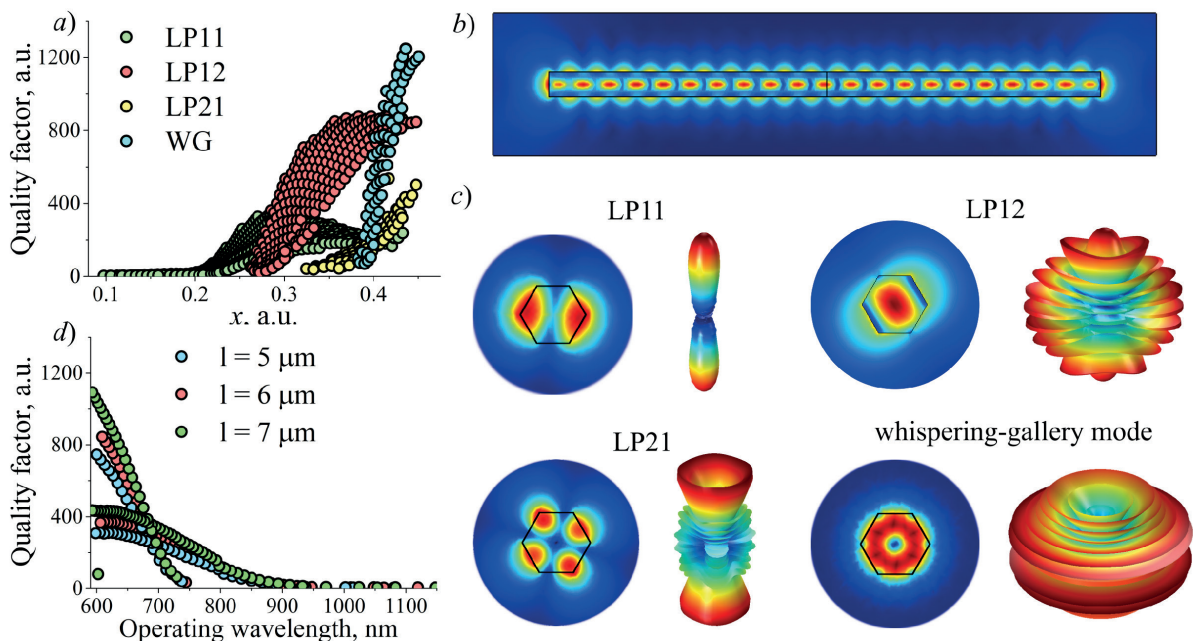 a)
LP11
LP12
LP21
WG
Quality factor, a.u.
1200
800
400
0
0.1 0.2 0.3 0.4
x, a.u.
b)
c)
LP11
LP12
LP21
whispering-gallery mode
d)
l = 5 μm
l = 6 μm
l = 7 μm
Quality factor, a.u.
1200
800
400
0
600 700 800 900 1000 1100
Operating wavelength, nm